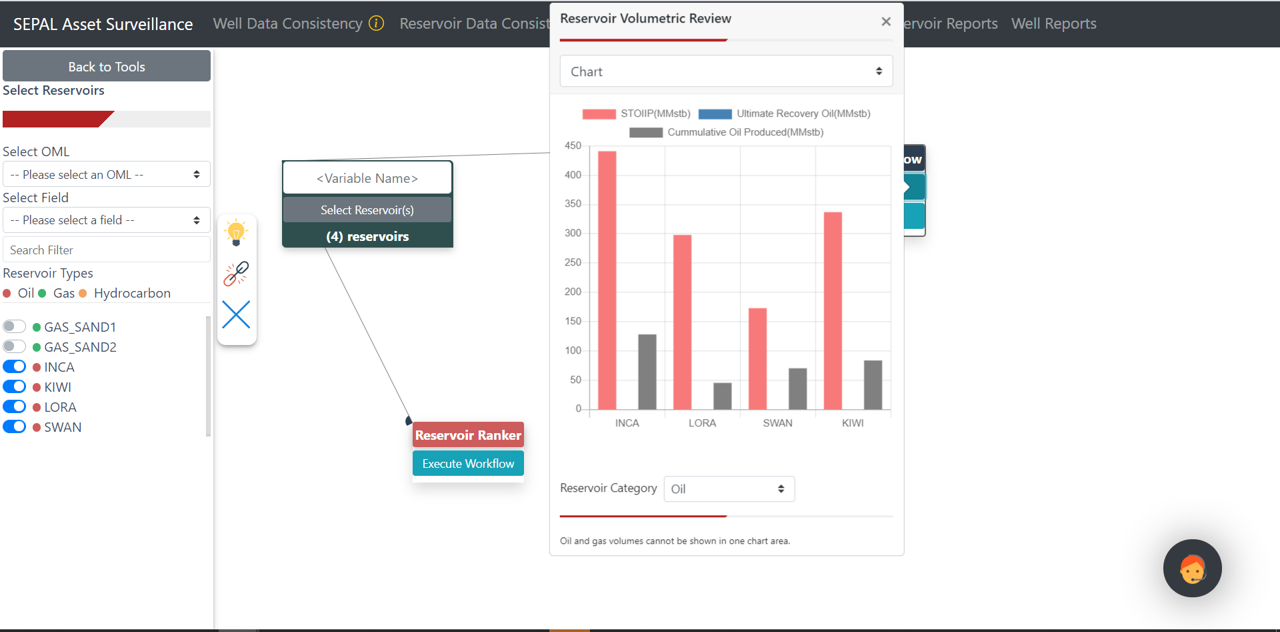 SEPAL Asset Surveillance
Well Data Consistency
Reservoir Data Consist
ervoir Reports
Well Reports
Back to Tools
Select Reservoirs
Select OML
-- Please select an OML --
Select Field
-- Please select a field --
Search Filter
Reservoir Types
Oil
Gas
Hydrocarbon
GAS_SAND1
GAS_SAND2
INCA
KIWI
LORA
SWAN
<Variable Name>
Select Reservoir(s)
(4) reservoirs
Reservoir Ranker
Execute Workflow
Reservoir Volumetric Review
×
Chart
STOIIP(MMstb)
Ultimate Recovery Oil(MMstb)
Cummulative Oil Produced(MMstb)
450
400
350
300
250
200
150
100
50
0
INCA
LORA
SWAN
KIWI
Reservoir Category
Oil
Oil and gas volumes cannot be shown in one chart area.
ow